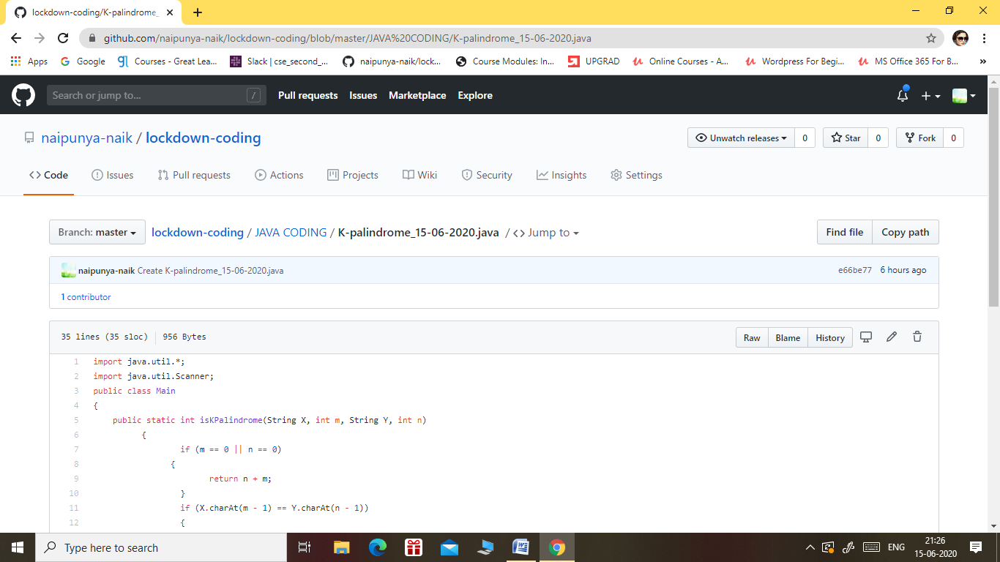 lockdown-coding/K-palindrome_
github.com/naipunya-naik/lockdown-coding/blob/master/JAVA%20CODING/K-palindrome_15-06-2020.java
Apps Google Courses - Great Lea... Slack | cse_second_... naipunya-naik/lock... Course Modules: In... UPGRAD Online Courses - A... Wordpress For Begi... MS Office 365 For B... »
Search or jump to... / Pull requests Issues Marketplace Explore
naipunya-naik / lockdown-coding Unwatch releases 0 Star 0 Fork 0
<> Code Issues Pull requests Actions Projects Wiki Security Insights Settings
Branch: master lockdown-coding / JAVA CODING / K-palindrome_15-06-2020.java / <> Jump to Find file Copy path
naipunya-naik Create K-palindrome_15-06-2020.java e66be77 6 hours ago
1 contributor
35 lines (35 sloc) 956 Bytes Raw Blame History
1 import java.util.*;
2 import java.util.Scanner;
3 public class Main
4 {
5 public static int isKPalindrome(String X, int m, String Y, int n)
6 {
7 if (m == 0 || n == 0)
8 {
9 return n + m;
10 }
11 if (X.charAt(m - 1) == Y.charAt(n - 1))
12 {
Type here to search ENG 21:26
15-06-2020